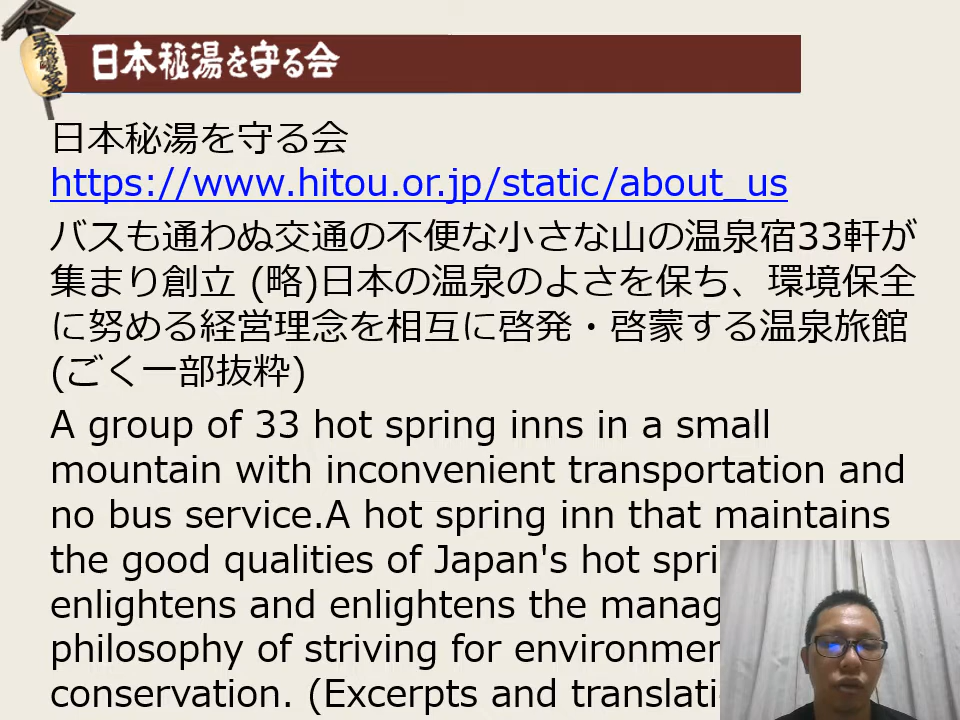 日本秘湯を守る会
日本秘湯を守る会
https://www.hitou.or.jp/static/about_us
バスも通わぬ交通の不便な小さな山の温泉宿33軒が
集まり創立 (略)日本の温泉のよさを保ち、環境保全
に努める経営理念を相互に啓発・啓蒙する温泉旅館
(ごく一部抜粋)
A group of 33 hot spring inns in a small
mountain with inconvenient transportation and
no bus service.A hot spring inn that maintains
the good qualities of Japan's hot
enlightens and enlightens the
philosophy of striving for
conservation. (Excerpts and